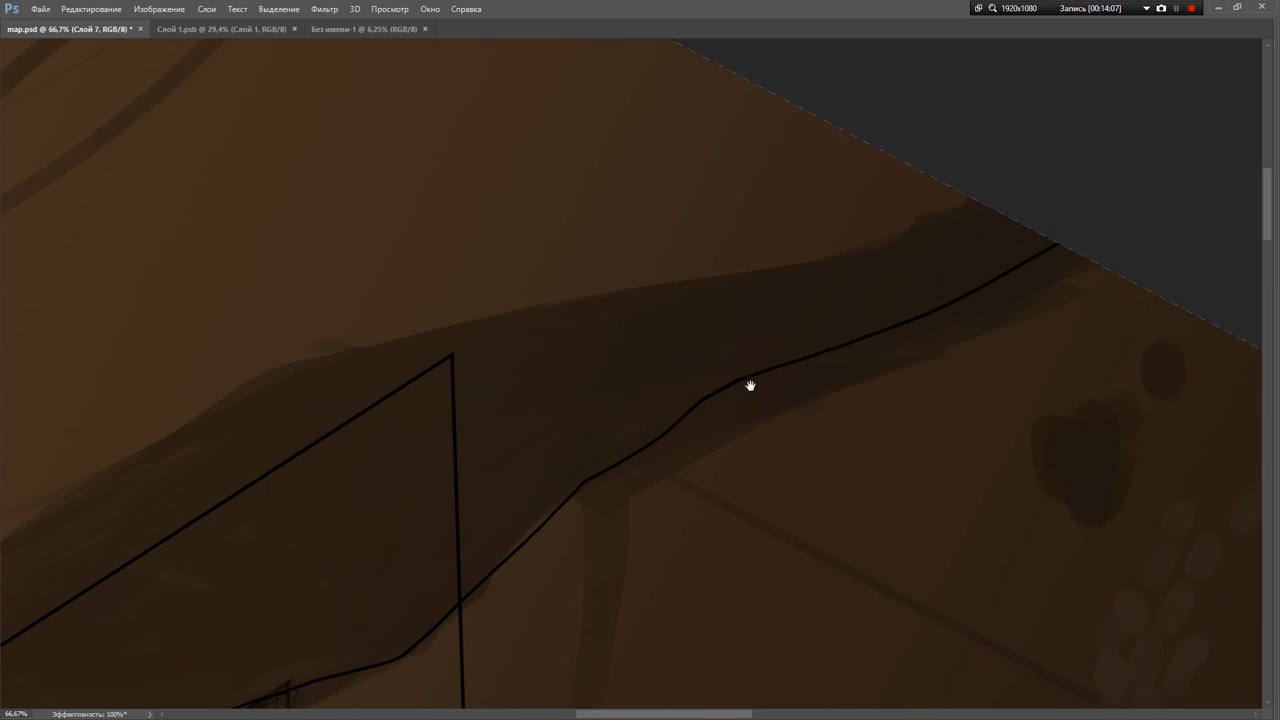 Ps Файл Редактирование Изображение Слои Текст Выделение Фильтр 3D Просмотр Окно Справка 1920x1080 Запись [00:14:07]
map.psd @ 66,7% (Слой 7, RGB/8) * × Слой 1.psb @ 29,4% (Слой 1, RGB/8) × Без имени-1 @ 6,25% (RGB/8) ×
66,67% Эффективность: 100%*